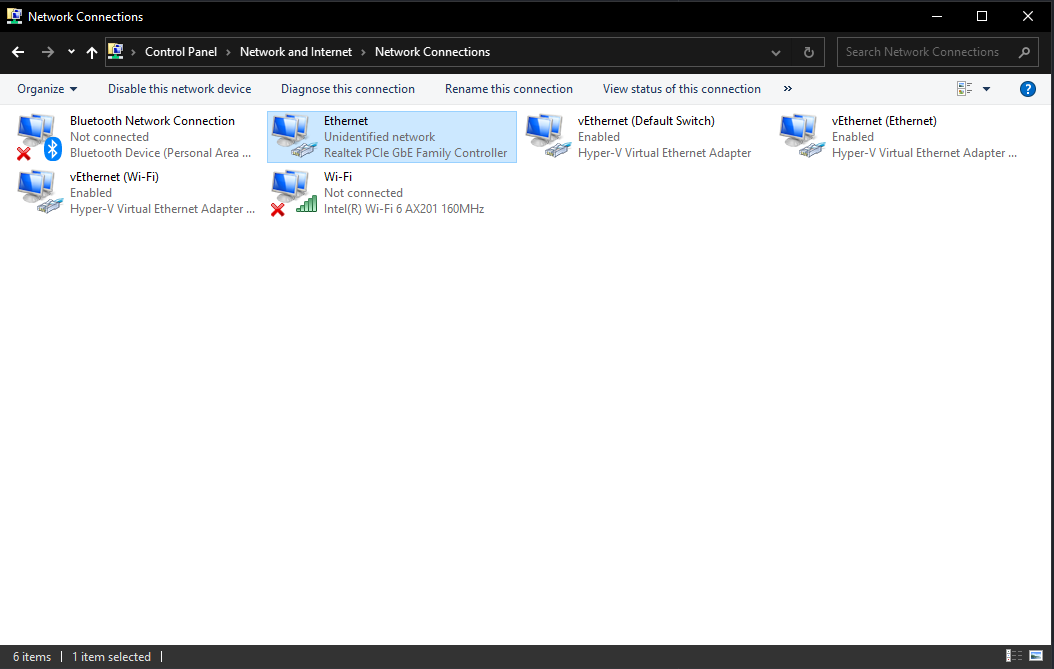 Network Connections
Control Panel > Network and Internet > Network Connections
Search Network Connections
Organize
Disable this network device
Diagnose this connection
Rename this connection
View status of this connection
»
?
Bluetooth Network Connection
Not connected
Bluetooth Device (Personal Area ...
Ethernet
Unidentified network
Realtek PCIe GbE Family Controller
vEthernet (Default Switch)
Enabled
Hyper-V Virtual Ethernet Adapter
vEthernet (Ethernet)
Enabled
Hyper-V Virtual Ethernet Adapter ...
vEthernet (Wi-Fi)
Enabled
Hyper-V Virtual Ethernet Adapter ...
Wi-Fi
Not connected
Intel(R) Wi-Fi 6 AX201 160MHz
6 items | 1 item selected |